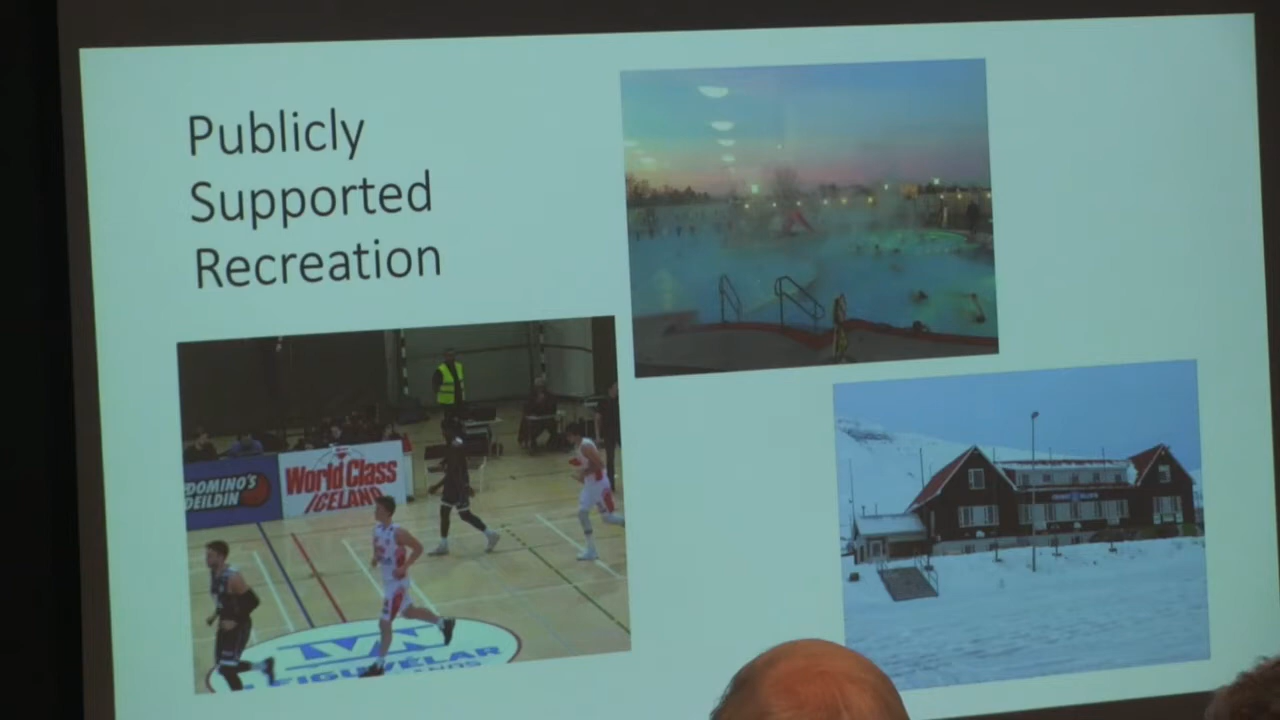 Publicly
Supported
Recreation
DOMINO'S
DEILDIN
World Class
ICELAND